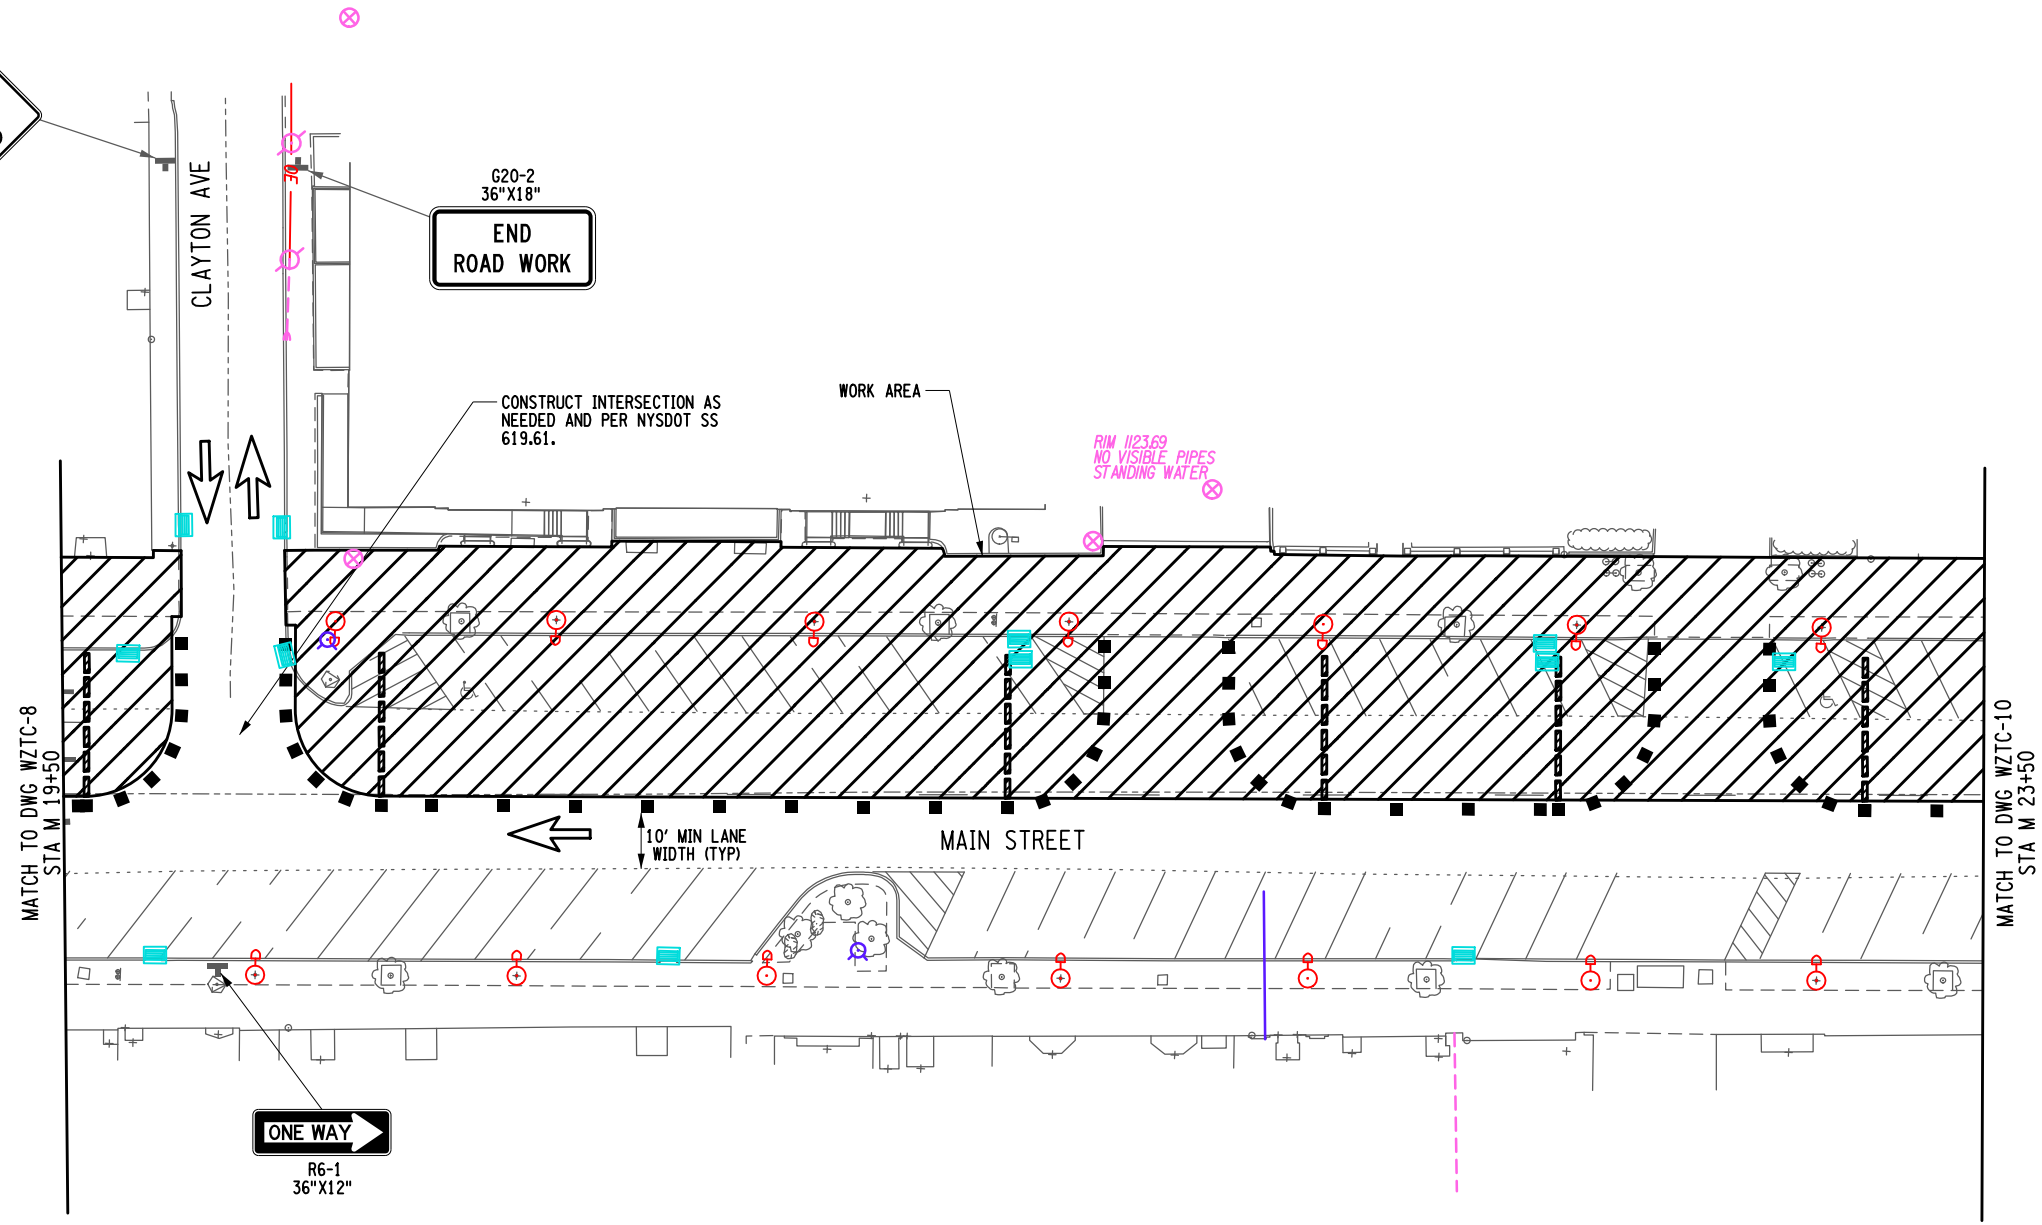 CLAYTON AVE
G20-2
36"X18"
END
ROAD WORK
OE
CONSTRUCT INTERSECTION AS
NEEDED AND PER NYSDOT SS
619.61.
WORK AREA
RIM 1123.69
NO VISIBLE PIPES
STANDING WATER
MATCH TO DWG WZTC-8
STA M 19+50
10' MIN LANE
WIDTH (TYP)
MAIN STREET
MATCH TO DWG WZTC-10
STA M 23+50
ONE WAY
R6-1
36"X12"